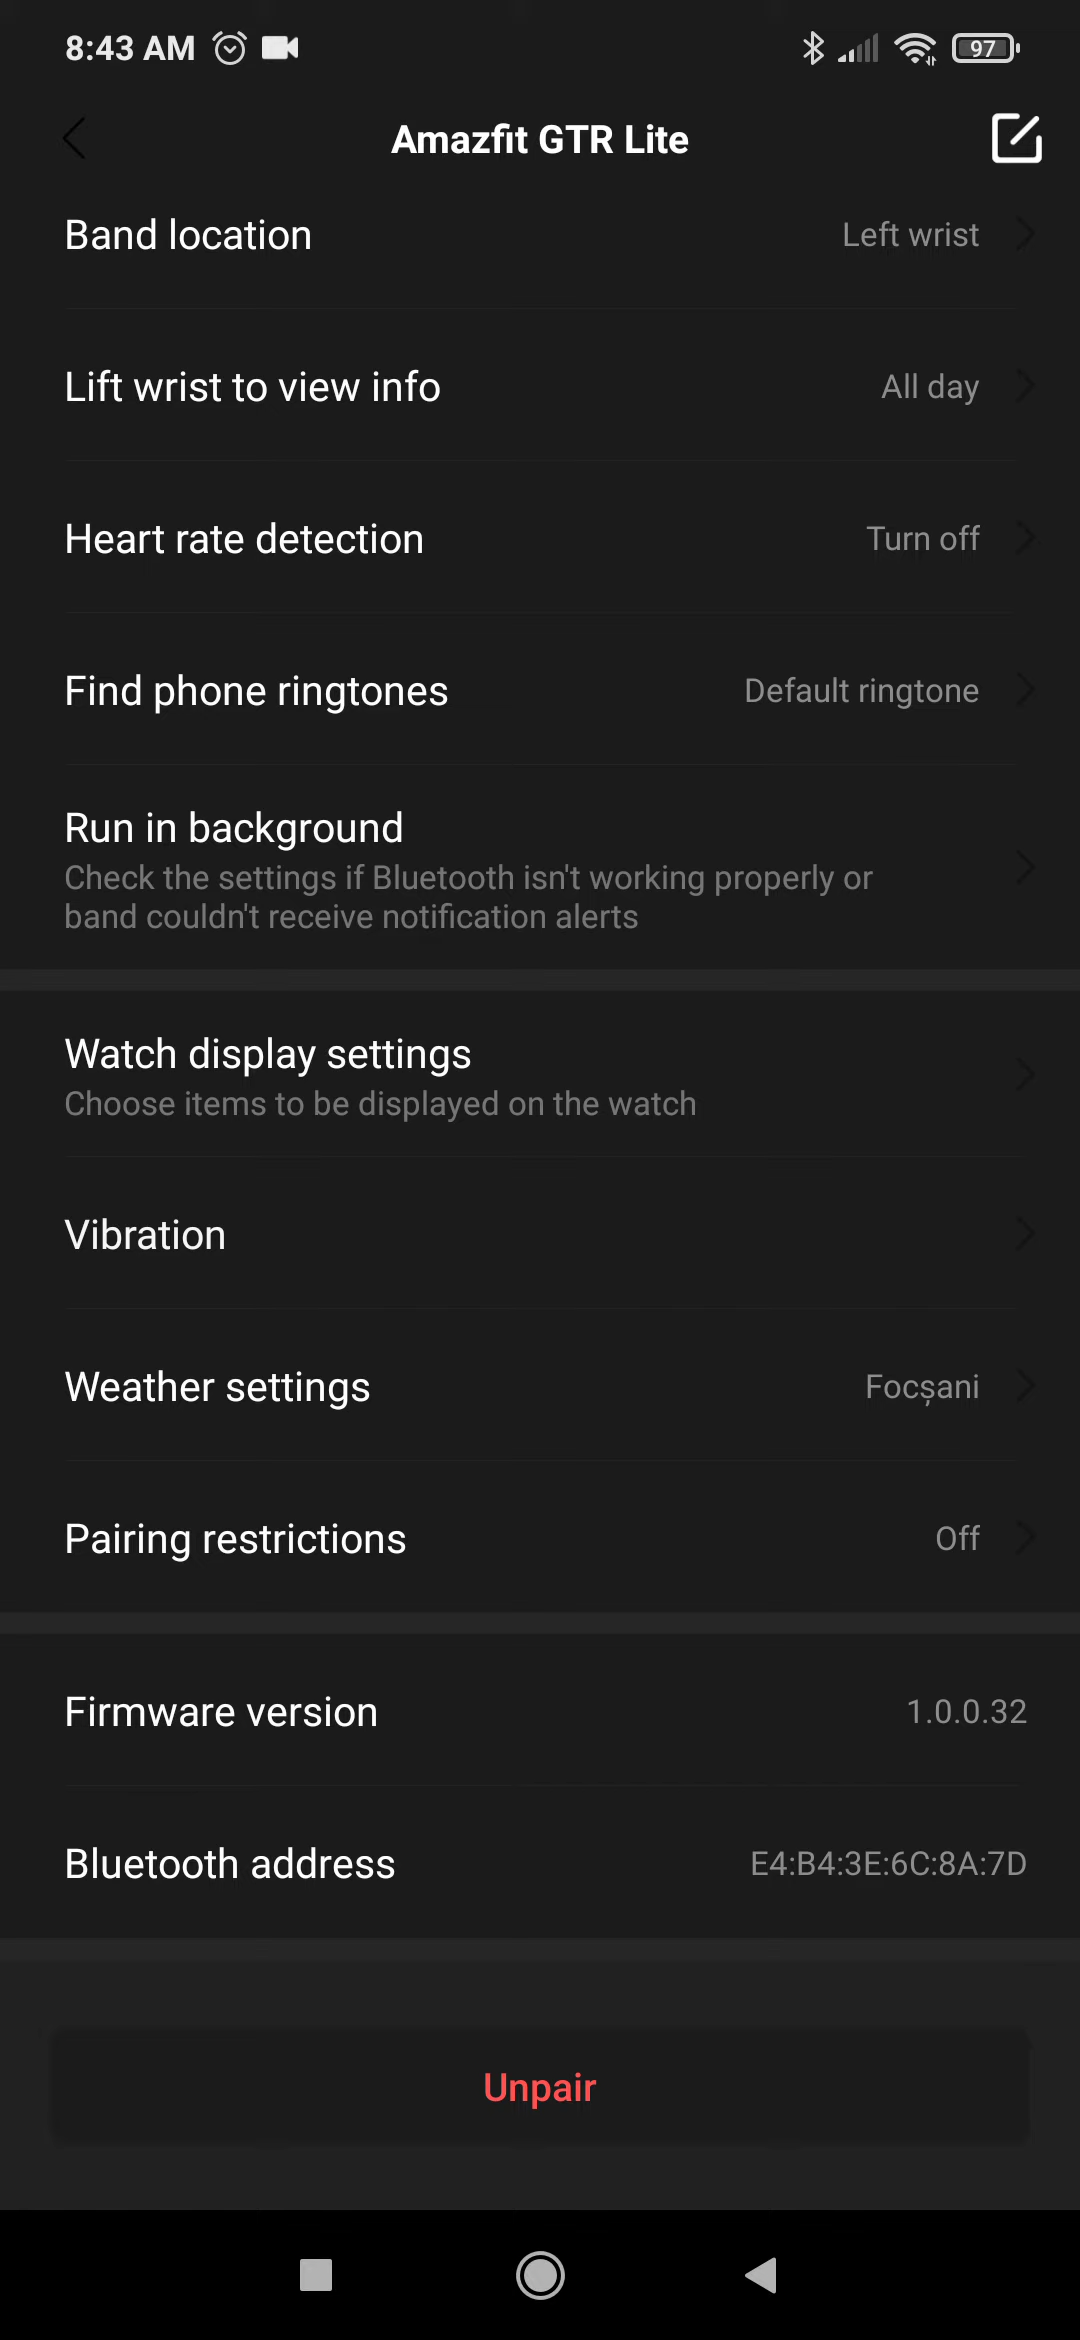 8:43 AM
97
Amazfit GTR Lite
Band location
Left wrist
Lift wrist to view info
All day
Heart rate detection
Turn off
Find phone ringtones
Default ringtone
Run in background
Check the settings if Bluetooth isn't working properly or
band couldn't receive notification alerts
Watch display settings
Choose items to be displayed on the watch
Vibration
Weather settings
Focșani
Pairing restrictions
Off
Firmware version
1.0.0.32
Bluetooth address
E4:B4:3E:6C:8A:7D
Unpair